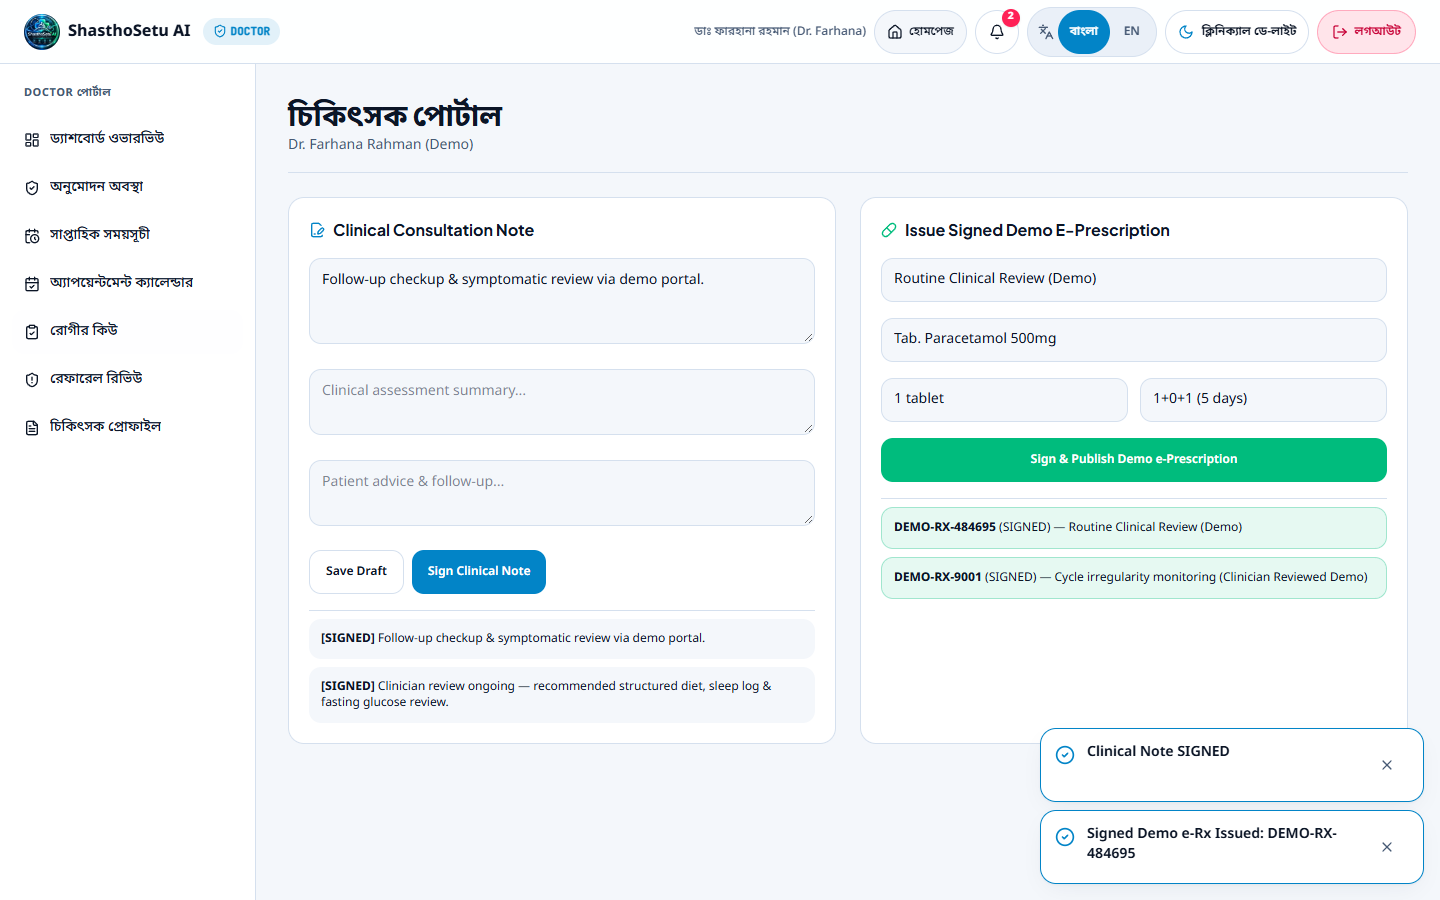 ShasthoSetu AI
DOCTOR
ডাঃ ফারহানা রহমান (Dr. Farhana)
হোমপেজ
2
বাংলা
EN
ক্লিনিক্যাল ডে-লাইট
লগআউট
DOCTOR পোর্টাল
ড্যাশবোর্ড ওভারভিউ
অনুমোদন অবস্থা
সাপ্তাহিক সময়সূচী
অ্যাপয়েন্টমেন্ট ক্যালেন্ডার
রোগীর কিউ
রেফারেল রিভিউ
চিকিৎসক প্রোফাইল
চিকিৎসক পোর্টাল
Dr. Farhana Rahman (Demo)
Clinical Consultation Note
Follow-up checkup & symptomatic review via demo portal.
Clinical assessment summary...
Patient advice & follow-up...
Save Draft
Sign Clinical Note
[SIGNED] Follow-up checkup & symptomatic review via demo portal.
[SIGNED] Clinician review ongoing — recommended structured diet, sleep log &
fasting glucose review.
Issue Signed Demo E-Prescription
Routine Clinical Review (Demo)
Tab. Paracetamol 500mg
1 tablet
1+0+1 (5 days)
Sign & Publish Demo e-Prescription
DEMO-RX-484695 (SIGNED) — Routine Clinical Review (Demo)
DEMO-RX-9001 (SIGNED) — Cycle irregularity monitoring (Clinician Reviewed Demo)
Clinical Note SIGNED
Signed Demo e-Rx Issued: DEMO-RX-
484695